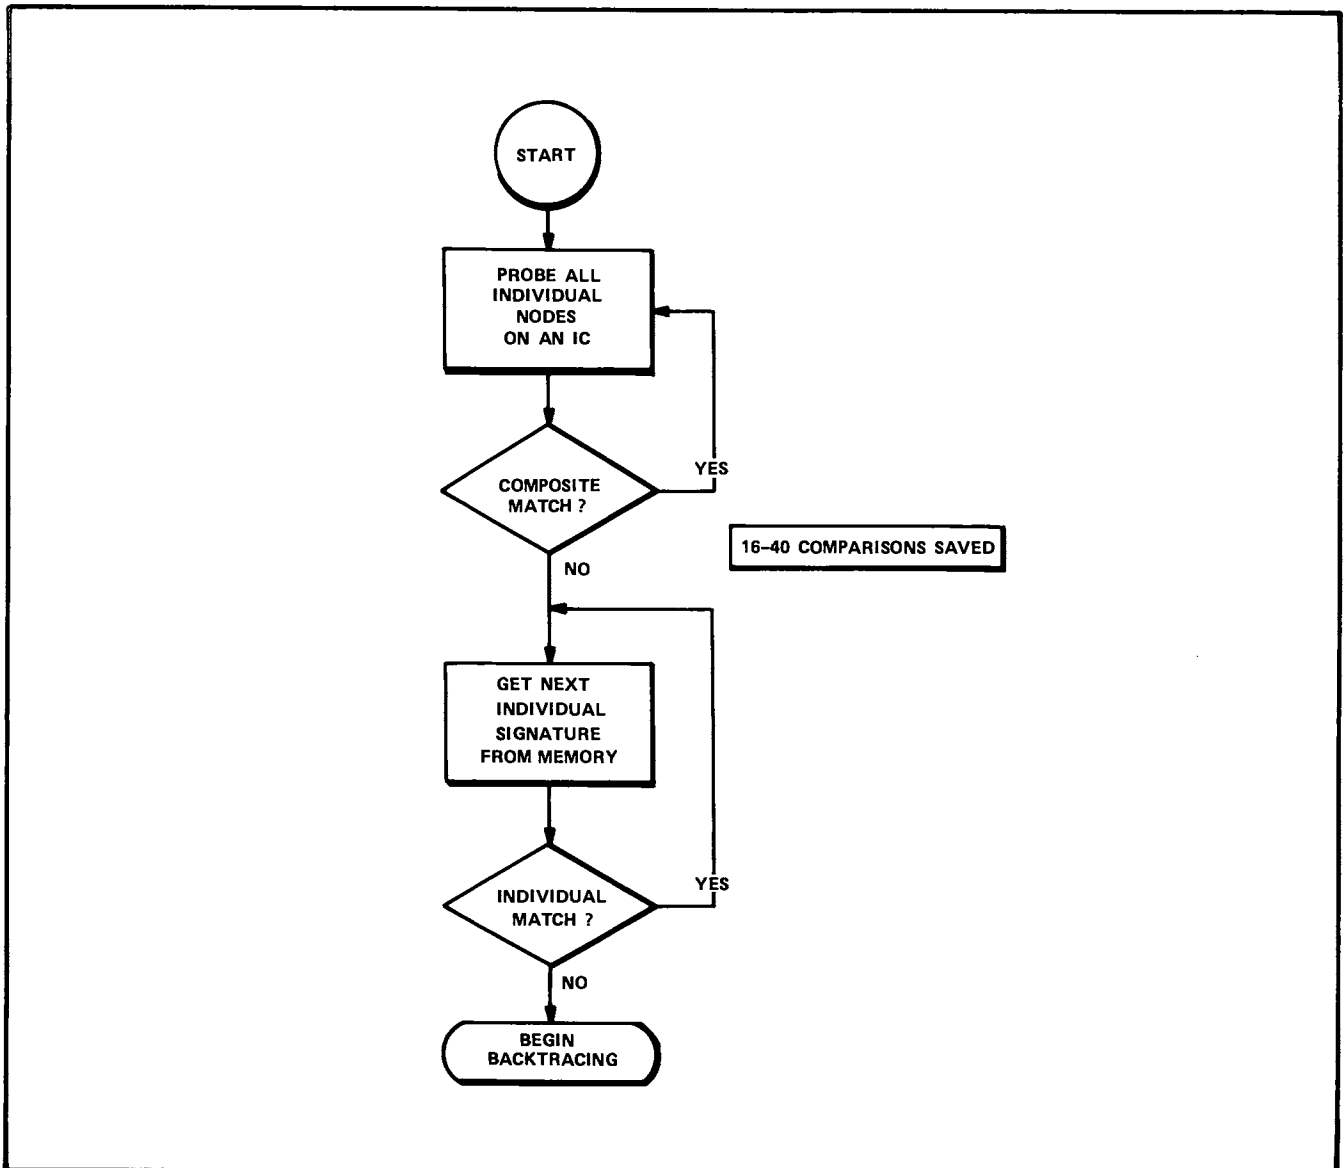 START
PROBE ALL
INDIVIDUAL
NODES
ON AN IC
YES
COMPOSITE
MATCH ?
16–40 COMPARISONS SAVED
NO
GET NEXT
INDIVIDUAL
SIGNATURE
FROM MEMORY
YES
INDIVIDUAL
MATCH ?
NO
BEGIN
BACKTRACING